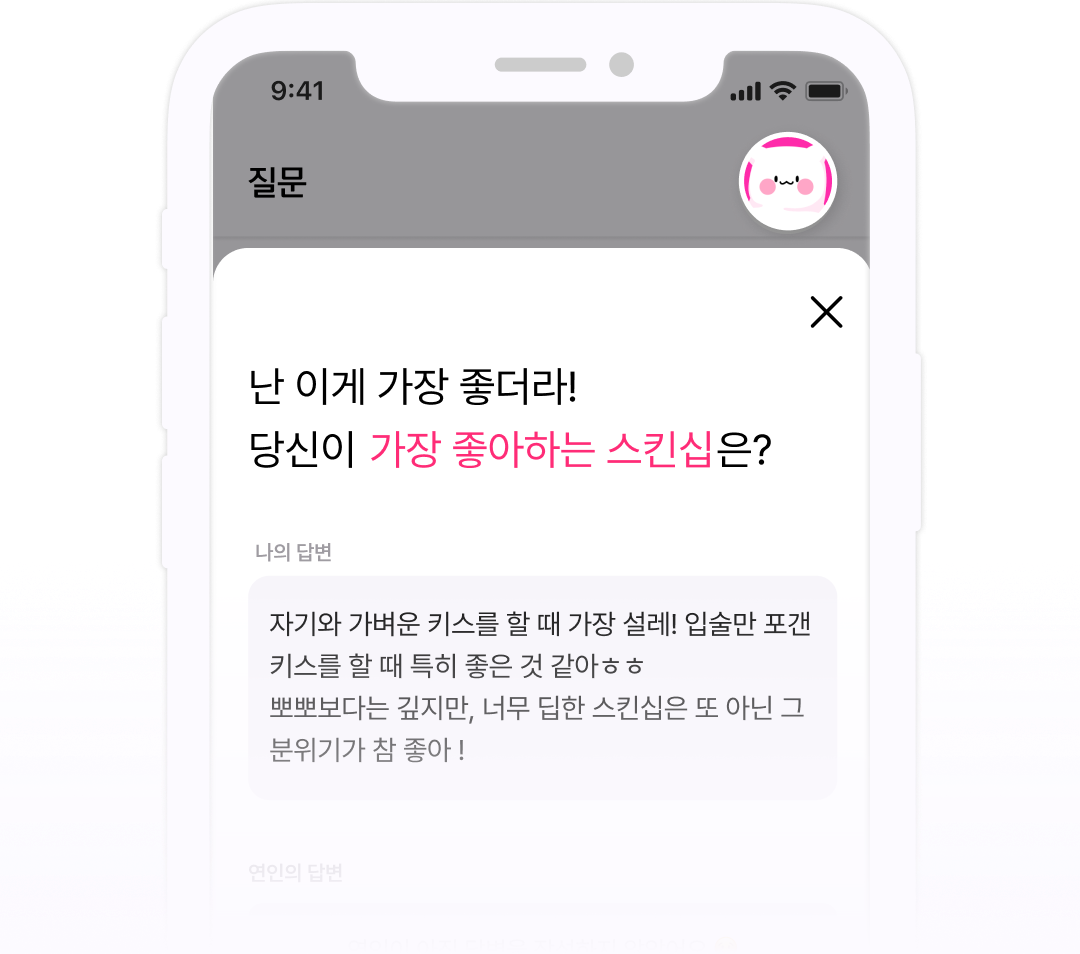 9:41
질문
난 이게 가장 좋더라!
당신이 가장 좋아하는 스킨십은?
나의 답변
자기와 가벼운 키스를 할 때 가장 설레! 입술만 포갠
키스를 할 때 특히 좋은 것 같아ㅎㅎ
뽀뽀보다는 깊지만, 너무 딥한 스킨십은 또 아닌 그
분위기가 참 좋아 !
연인의 답변